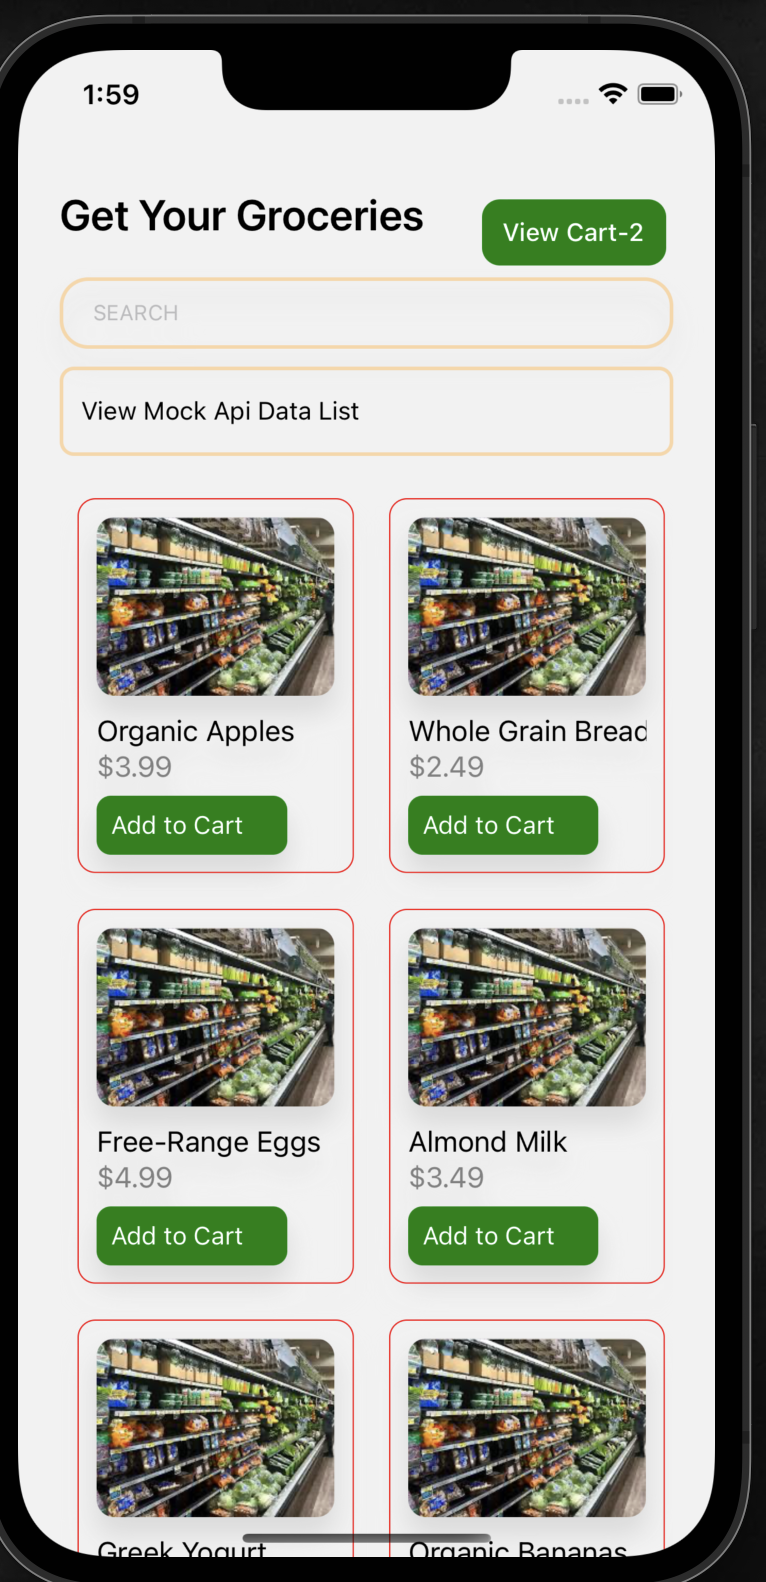 1:59
Get Your Groceries
View Cart-2
SEARCH
View Mock Api Data List
Organic Apples
$3.99
Add to Cart
Whole Grain Bread
$2.49
Add to Cart
Free-Range Eggs
$4.99
Add to Cart
Almond Milk
$3.49
Add to Cart
Greek Yogurt
Organic Bananas